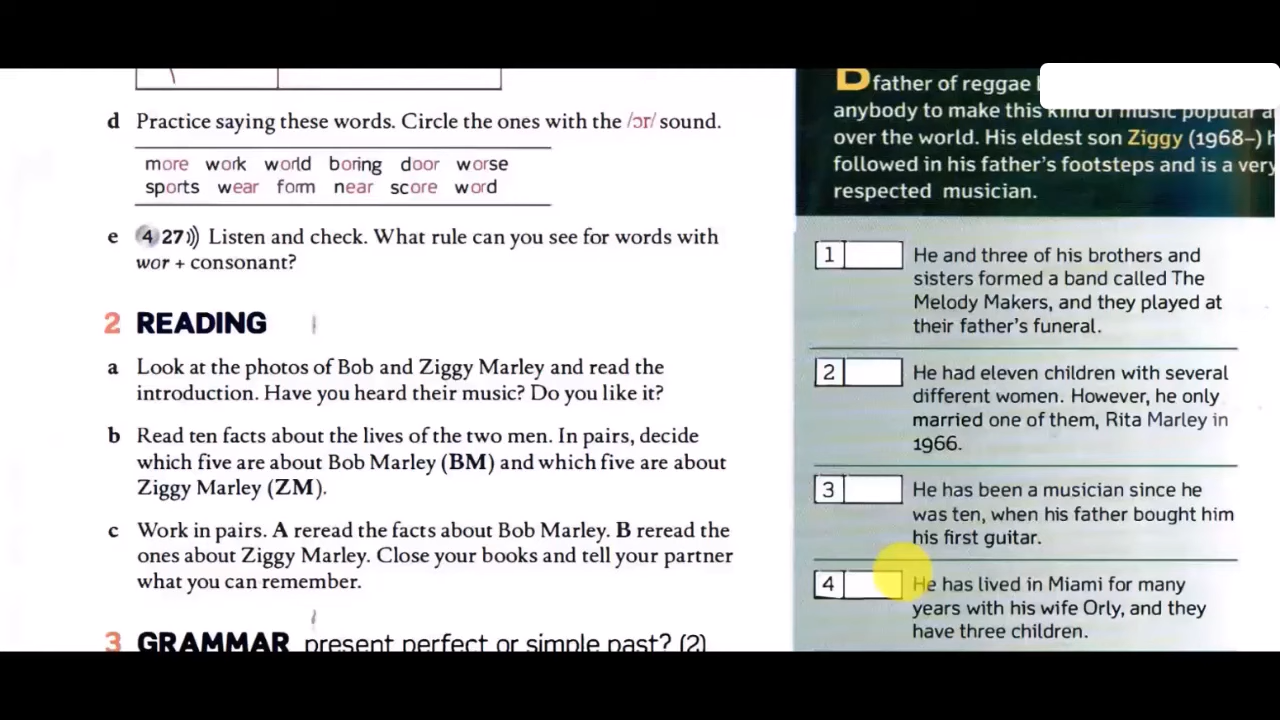 d Practice saying these words. Circle the ones with the /ɔr/ sound.
more work world boring door worse
sports wear form near score word
e 4 27))) Listen and check. What rule can you see for words with
wor + consonant?
2 READING
a Look at the photos of Bob and Ziggy Marley and read the
introduction. Have you heard their music? Do you like it?
b Read ten facts about the lives of the two men. In pairs, decide
which five are about Bob Marley (BM) and which five are about
Ziggy Marley (ZM).
c Work in pairs. A reread the facts about Bob Marley. B reread the
ones about Ziggy Marley. Close your books and tell your partner
what you can remember.
3 GRAMMAR present perfect or simple past? (2)
father of reggae
anybody to make this kind of music popular
over the world. His eldest son Ziggy (1968–)
followed in his father's footsteps and is a very
respected musician.
1 He and three of his brothers and
sisters formed a band called The
Melody Makers, and they played at
their father's funeral.
2 He had eleven children with several
different women. However, he only
married one of them, Rita Marley in
1966.
3 He has been a musician since he
was ten, when his father bought him
his first guitar.
4 He has lived in Miami for many
years with his wife Orly, and they
have three children.